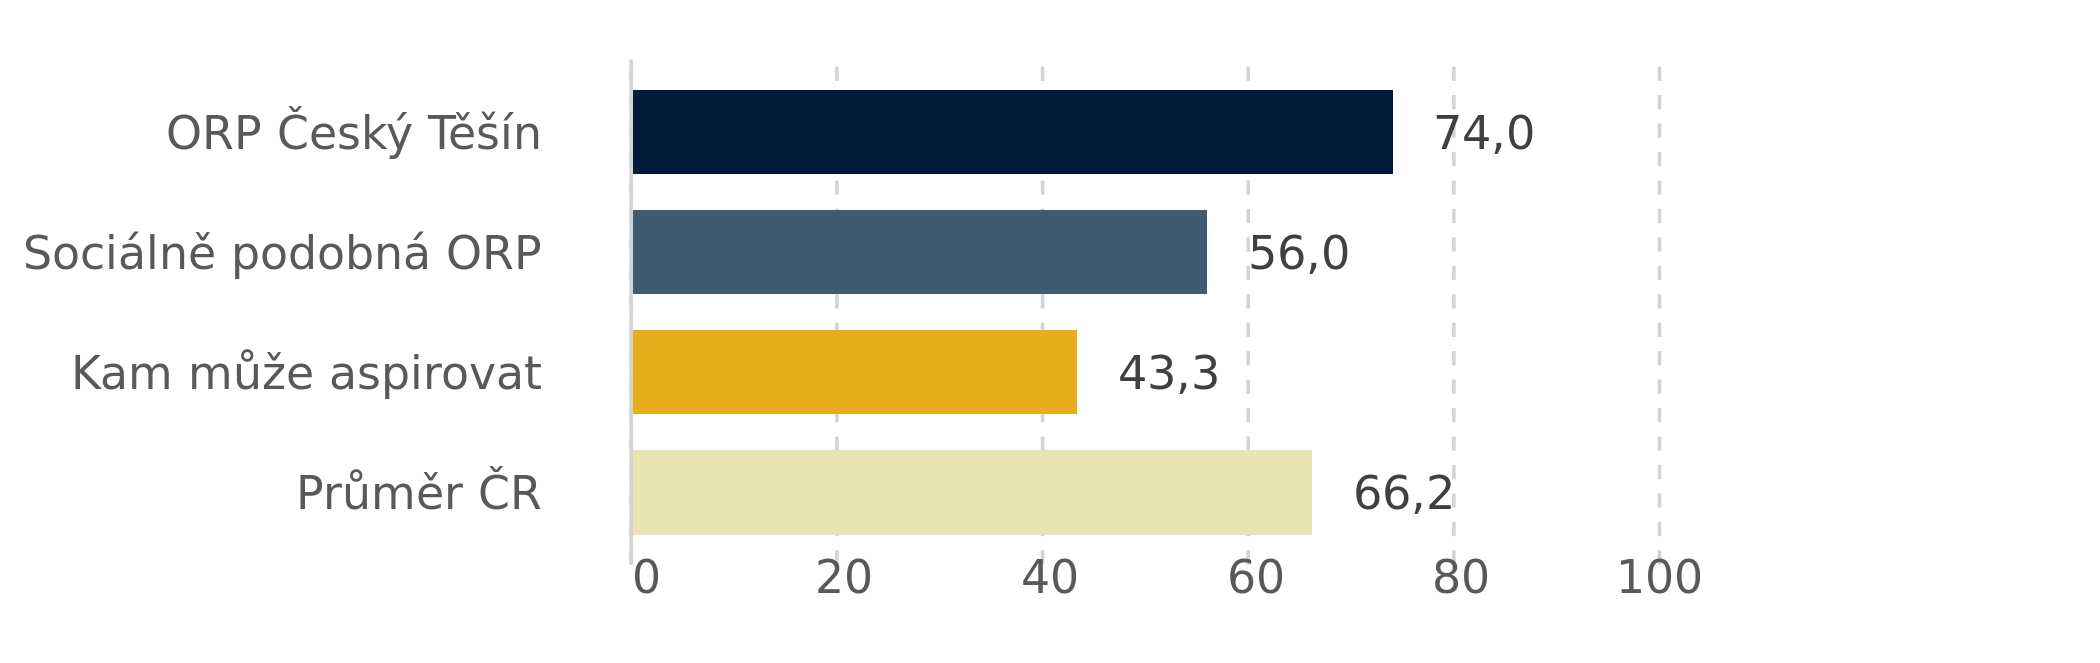 ORP Český Těšín 74,0
Sociálně podobná ORP 56,0
Kam může aspirovat 43,3
Průměr ČR 66,2
0 20 40 60 80 100